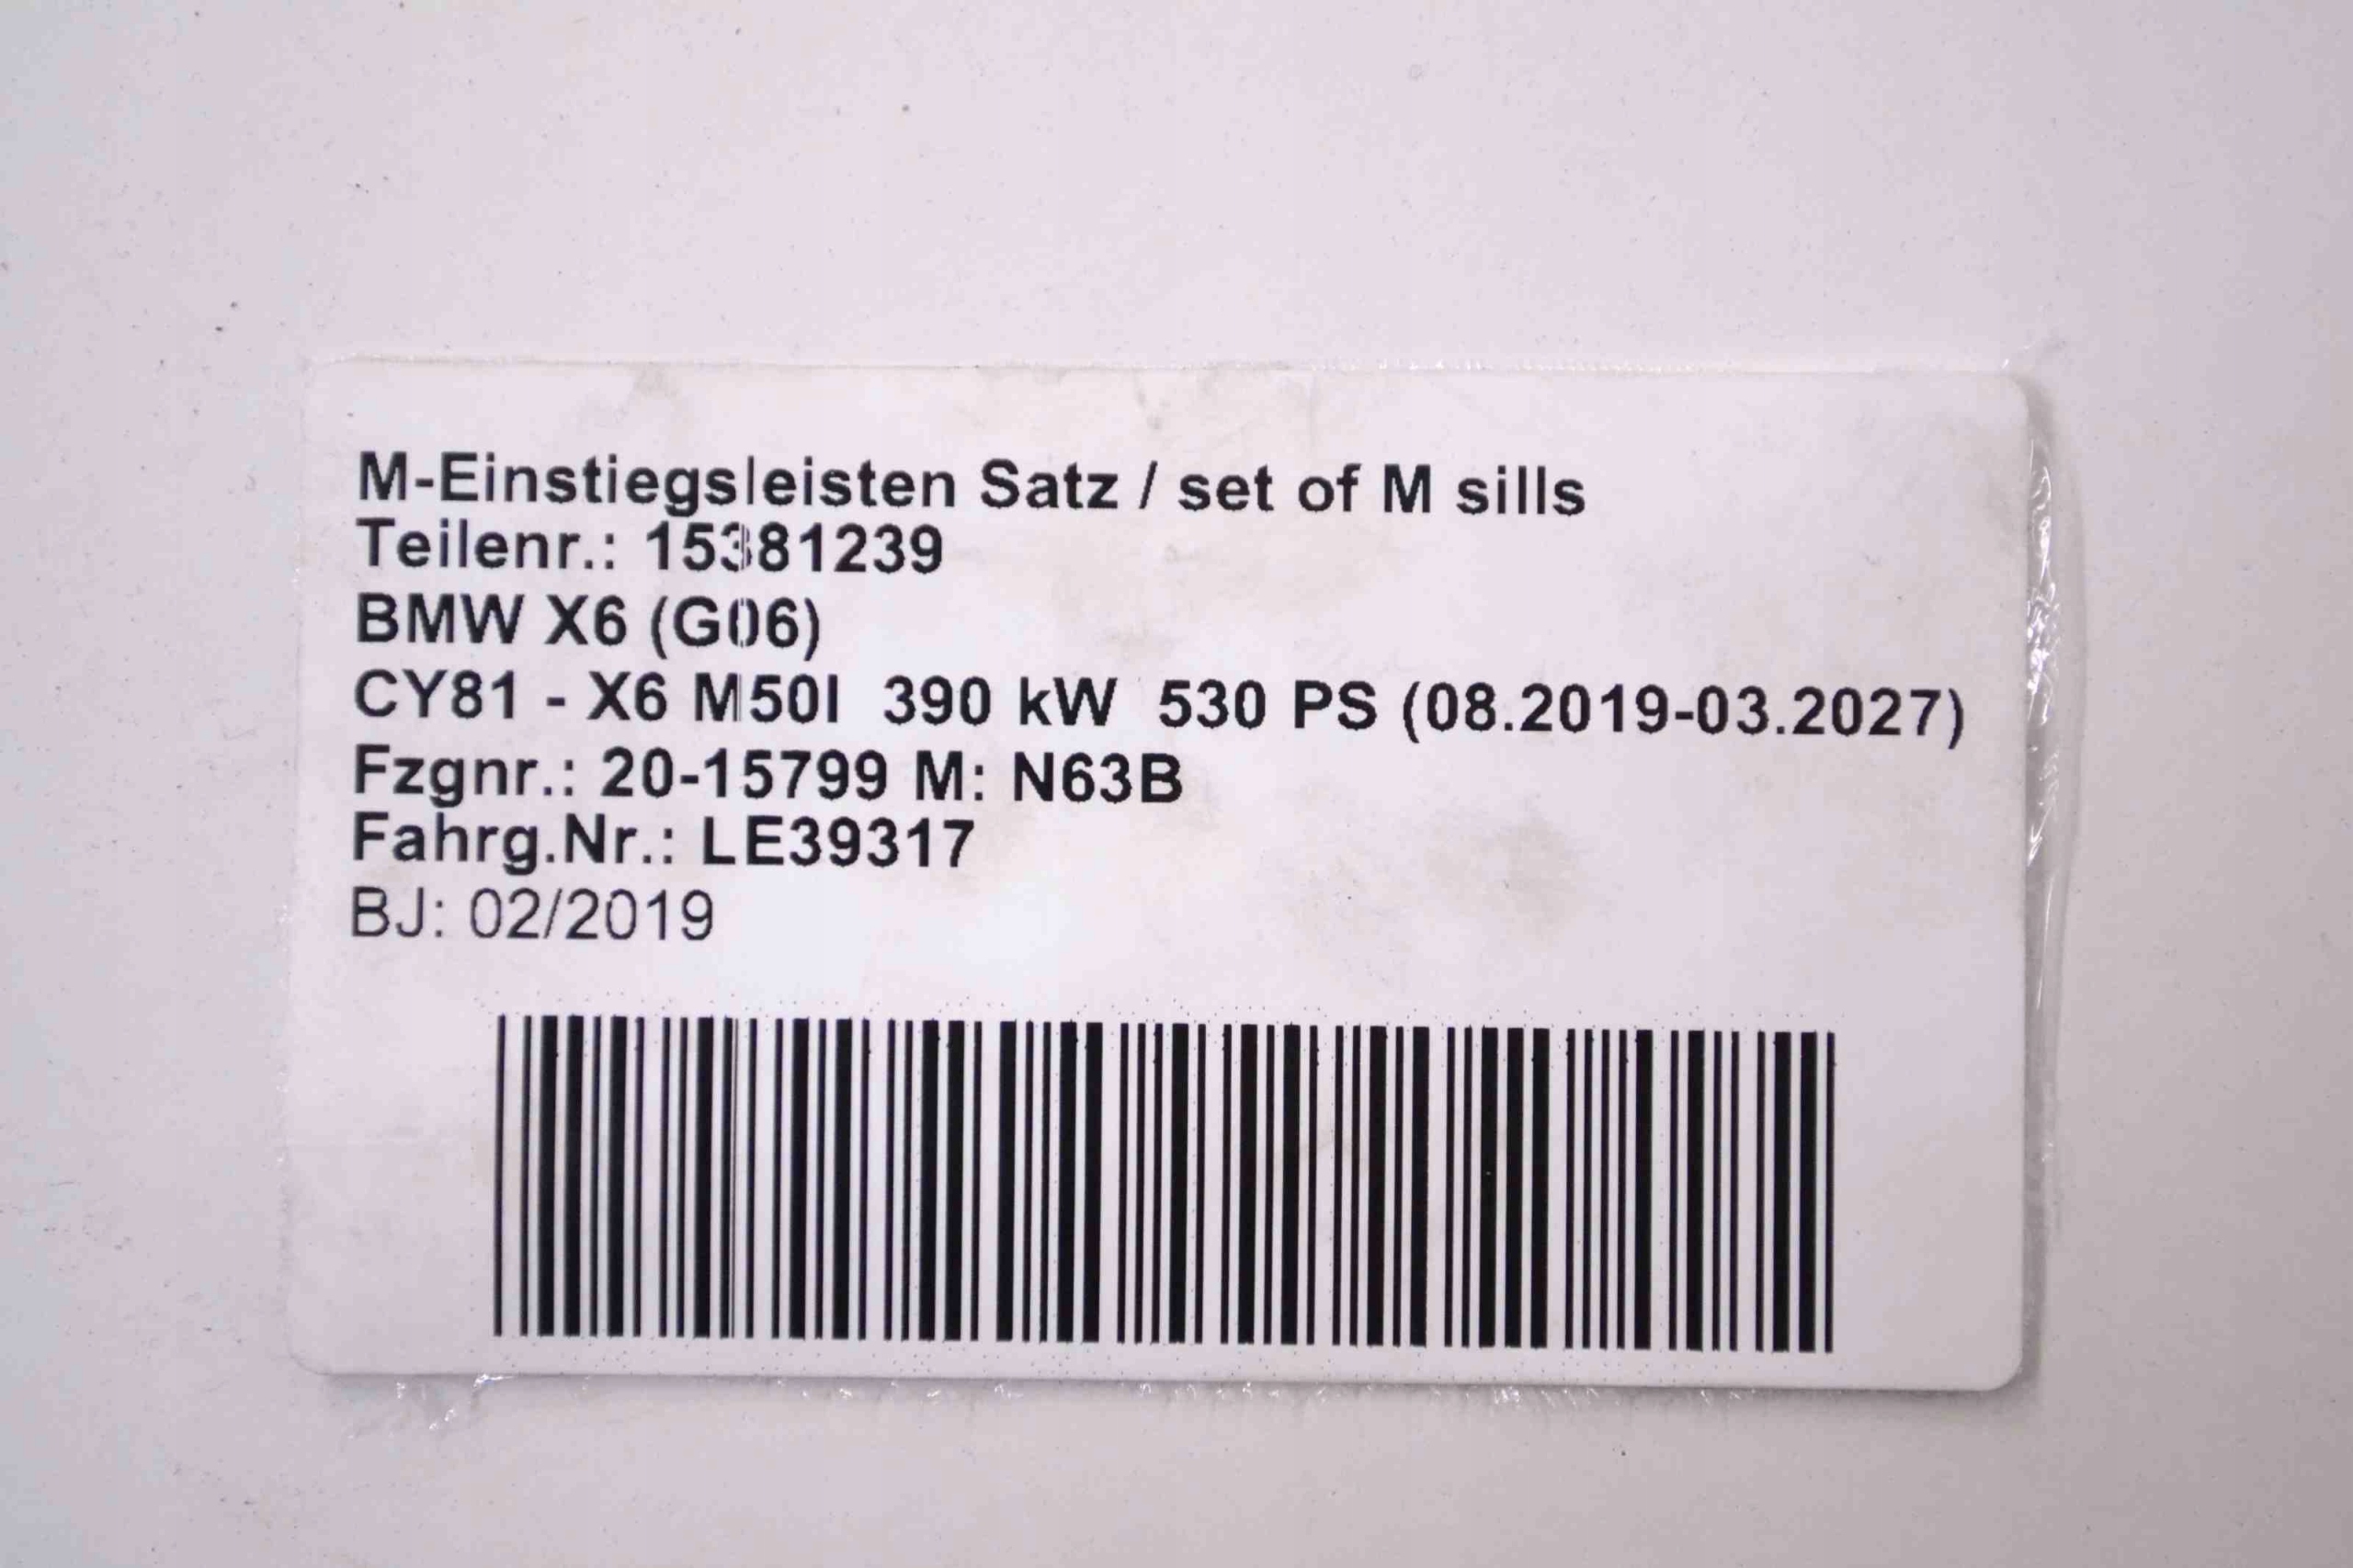 M-Einstiegsleisten Satz / set of M sills
Teilenr.: 15381239
BMW X6 (G06)
CY81 - X6 M50I 390 kW 530 PS (08.2019-03.2027)
Fzgnr.: 20-15799 M: N63B
Fahrg.Nr.: LE39317
BJ: 02/2019